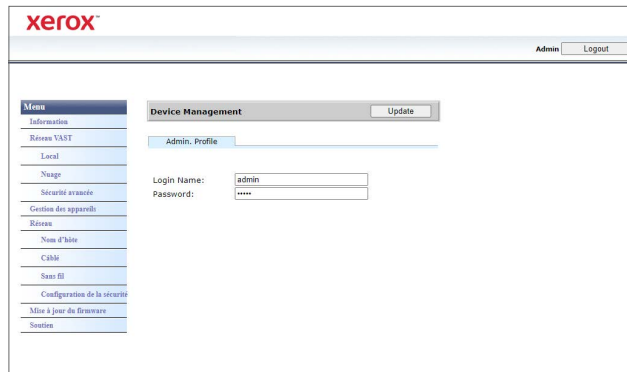 xerox™
Admin Logout
Menu
Information
Réseau VAST
Local
Nuage
Sécurité avancée
Gestion des appareils
Réseau
Nom d'hôte
Câblé
Sans fil
Configuration de la sécurité
Mise à jour du firmware
Soutien
Device Management Update
Admin. Profile
Login Name: admin
Password: •••••